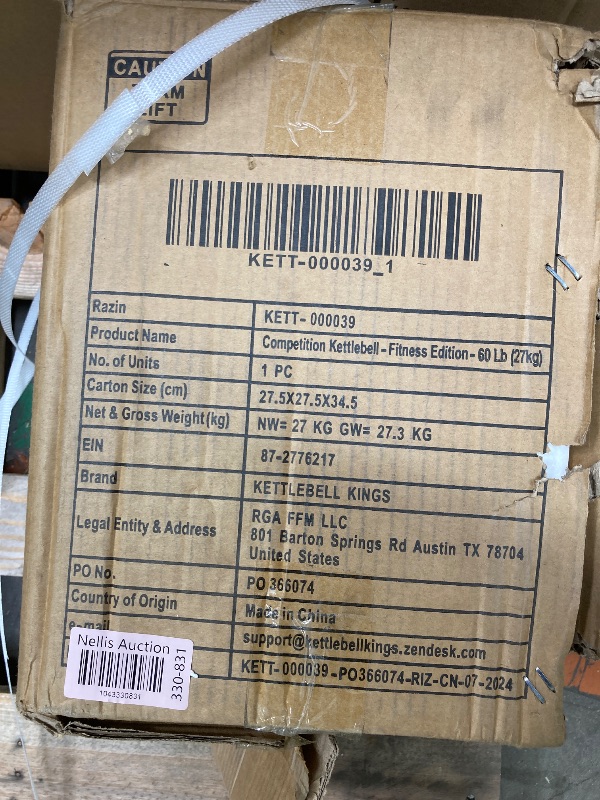 CAUTION
TEAM
LIFT
KETT-000039_1
Razin KETT- 000039
Product Name Competition Kettlebell - Fitness Edition - 60 Lb (27kg)
No. of Units 1 PC
Carton Size (cm) 27.5X27.5X34.5
Net & Gross Weight(kg) NW= 27 KG GW= 27.3 KG
EIN 87-2776217
Brand KETTLEBELL KINGS
Legal Entity & Address RGA FFM LLC
801 Barton Springs Rd Austin TX 78704
United States
PO No. PO 366074
Country of Origin Made in China
e-mail support@kettlebellkings.zendesk.com
KETT- 000039-PO366074-RIZ-CN-07-2024
Nellis Auction
1043330831
330-831